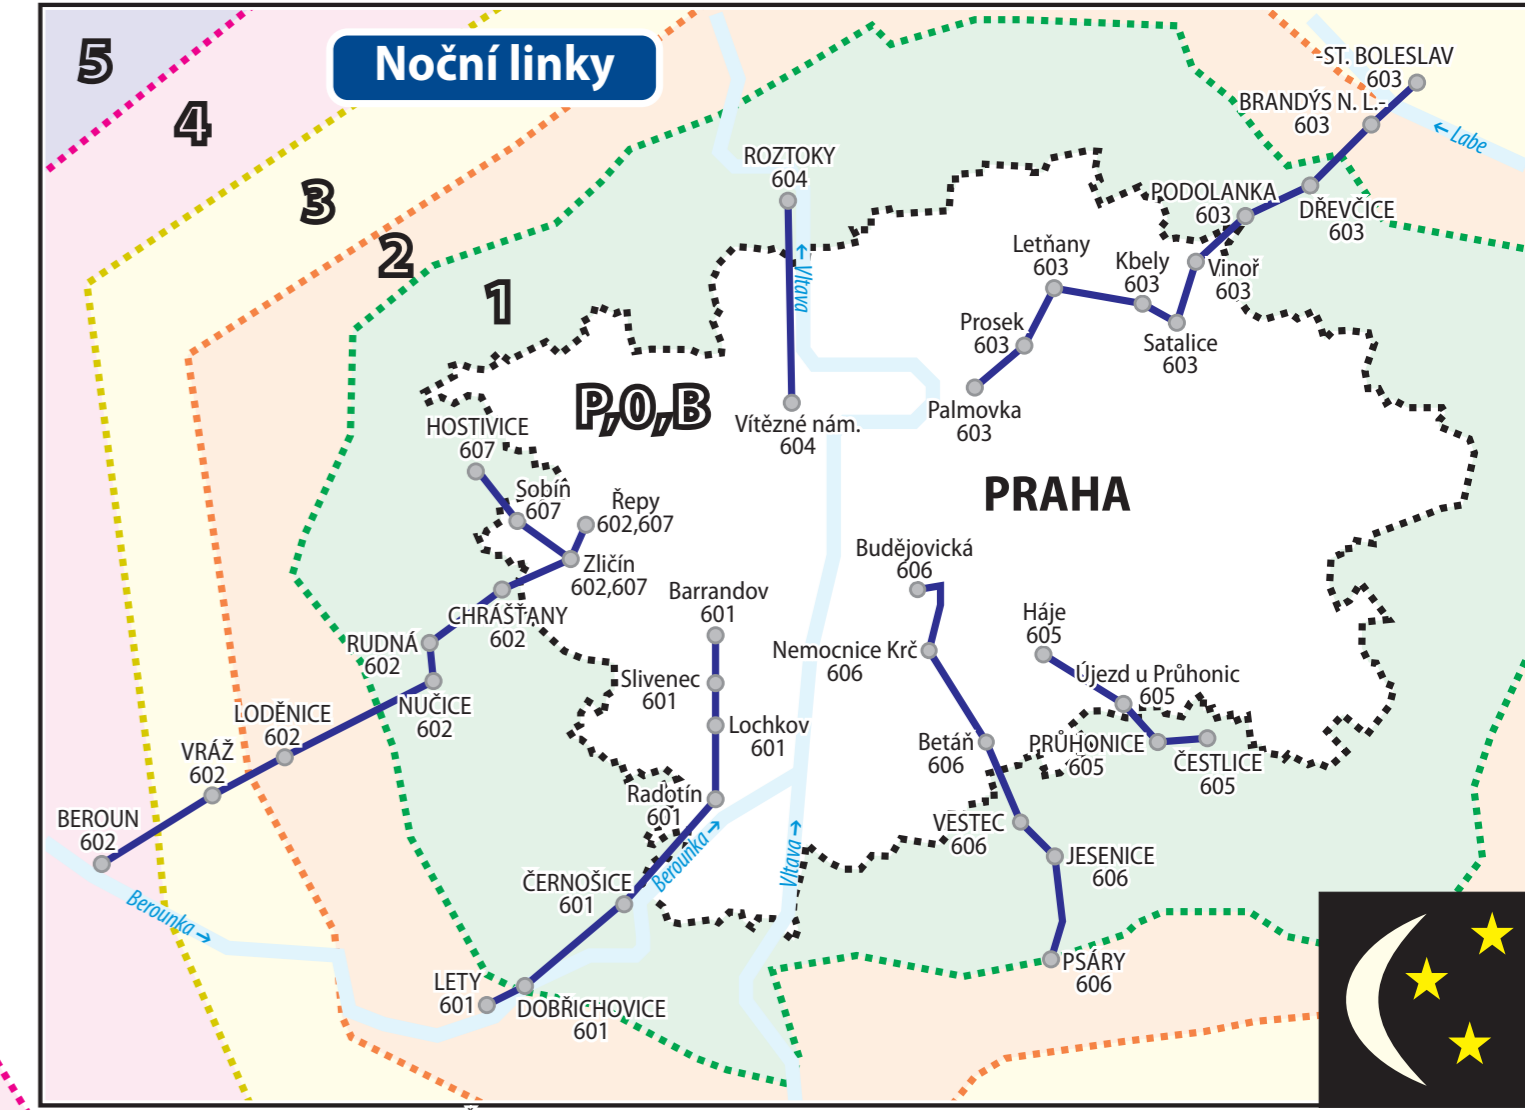 Noční linky
5
4
3
2
1
P,0,B
PRAHA
-ST. BOLESLAV
603
BRANDÝS N. L.-
603
← Labe
ROZTOKY
604
PODOLANKA
603
DŘEVČICE
603
Letňany
603
Kbely
603
Vinoř
603
← Vltava
Prosek
603
Satalice
603
Palmovka
603
Vítězné nám.
604
HOSTIVICE
607
Sobín
607
Řepy
602,607
Zličín
602,607
Budějovická
606
Barrandov
601
CHRÁŠŤANY
602
RUDNÁ
602
Háje
605
Nemocnice Krč
606
Slivenec
601
Újezd u Průhonic
605
NUČICE
602
LODĚNICE
602
Lochkov
601
VRÁŽ
602
Betáň
606
PRŮHONICE
605
ČESTLICE
605
Radotín
601
BEROUN
602
VESTEC
606
Berounka →
Vltava →
JESENICE
606
ČERNOŠICE
601
Berounka →
LETY
601
PSÁRY
606
DOBŘICHOVICE
601